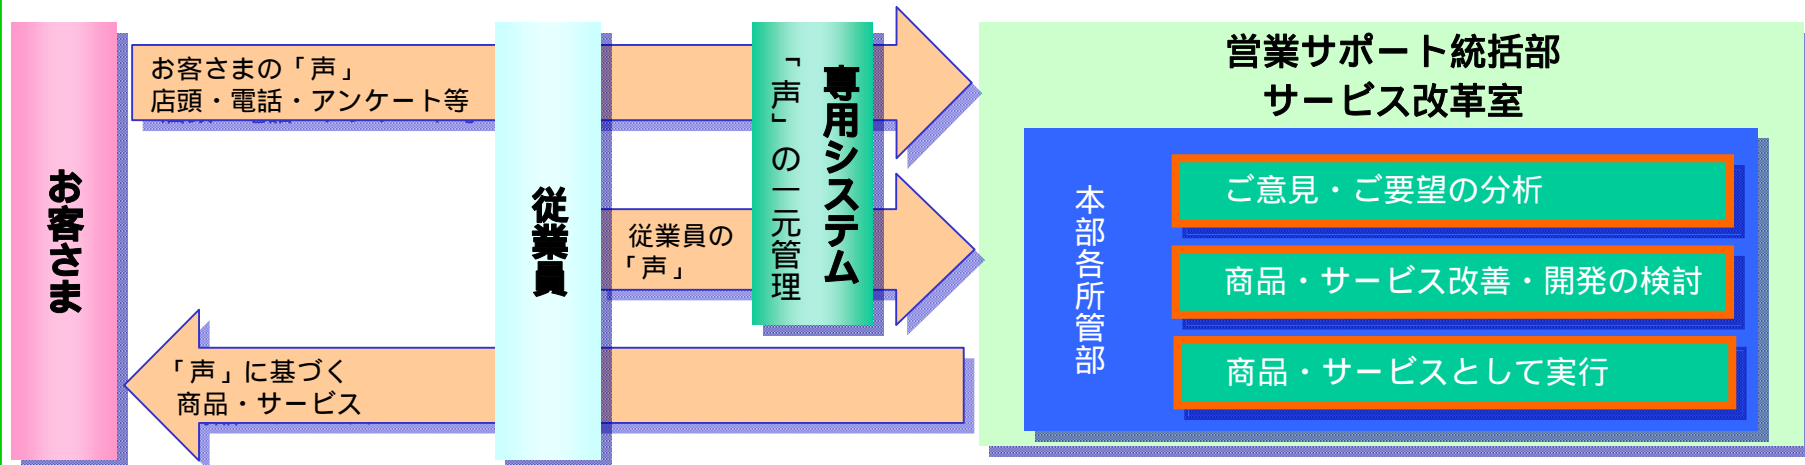 お客さま
お客さまの「声」
店頭・電話・アンケート等
従業員
従業員の
「声」
「声」の一元管理
専用システム
「声」に基づく
商品・サービス
営業サポート統括部
サービス改革室
本部各所管部
ご意見・ご要望の分析
商品・サービス改善・開発の検討
商品・サービスとして実行